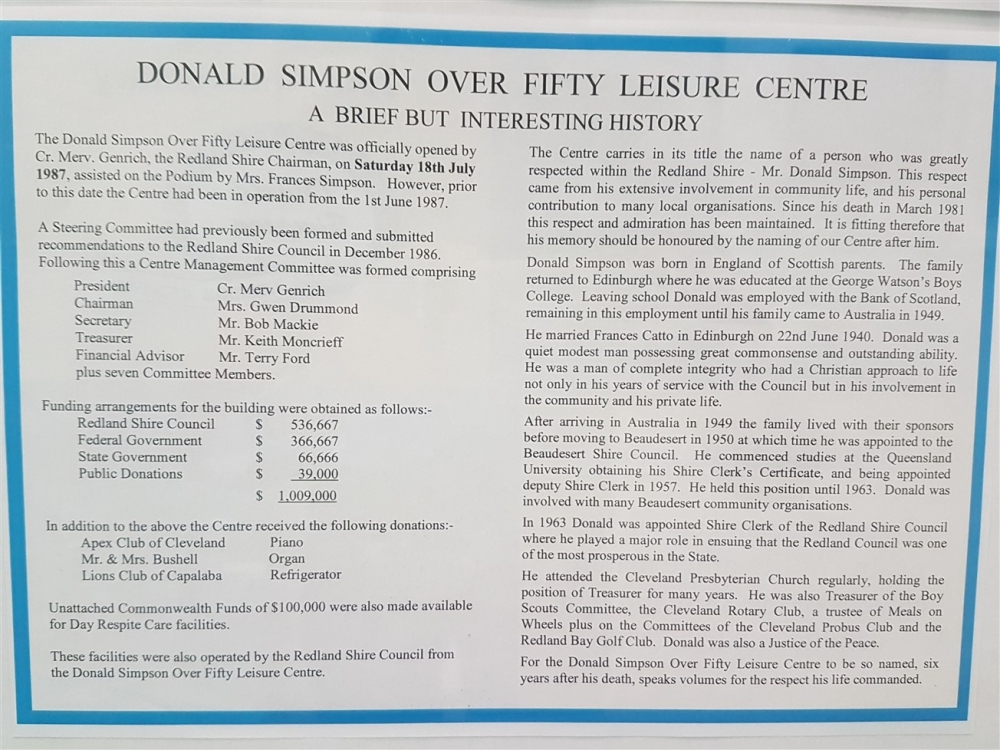 DONALD SIMPSON OVER FIFTY LEISURE CENTRE
A BRIEF BUT INTERESTING HISTORY
The Donald Simpson Over Fifty Leisure Centre was officially opened by
Cr. Merv. Genrich, the Redland Shire Chairman, on Saturday 18th July
1987, assisted on the Podium by Mrs. Frances Simpson. However, prior
to this date the Centre had been in operation from the 1st June 1987.
A Steering Committee had previously been formed and submitted
recommendations to the Redland Shire Council in December 1986.
Following this a Centre Management Committee was formed comprising
President Cr. Merv Genrich
Chairman Mrs. Gwen Drummond
Secretary Mr. Bob Mackie
Treasurer Mr. Keith Moncrieff
Financial Advisor Mr. Terry Ford
plus seven Committee Members.
Funding arrangements for the building were obtained as follows:-
Redland Shire Council $ 536,667
Federal Government $ 366,667
State Government $ 66,666
Public Donations $ 39,000
$ 1,009,000
In addition to the above the Centre received the following donations:-
Apex Club of Cleveland Piano
Mr. & Mrs. Bushell Organ
Lions Club of Capalaba Refrigerator
Unattached Commonwealth Funds of $100,000 were also made available
for Day Respite Care facilities.
These facilities were also operated by the Redland Shire Council from
the Donald Simpson Over Fifty Leisure Centre.
The Centre carries in its title the name of a person who was greatly
respected within the Redland Shire - Mr. Donald Simpson. This respect
came from his extensive involvement in community life, and his personal
contribution to many local organisations. Since his death in March 1981
this respect and admiration has been maintained. It is fitting therefore that
his memory should be honoured by the naming of our Centre after him.
Donald Simpson was born in England of Scottish parents. The family
returned to Edinburgh where he was educated at the George Watson's Boys
College. Leaving school Donald was employed with the Bank of Scotland,
remaining in this employment until his family came to Australia in 1949.
He married Frances Catto in Edinburgh on 22nd June 1940. Donald was a
quiet modest man possessing great commonsense and outstanding ability.
He was a man of complete integrity who had a Christian approach to life
not only in his years of service with the Council but in his involvement in
the community and his private life.
After arriving in Australia in 1949 the family lived with their sponsors
before moving to Beaudesert in 1950 at which time he was appointed to the
Beaudesert Shire Council. He commenced studies at the Queensland
University obtaining his Shire Clerk's Certificate, and being appointed
deputy Shire Clerk in 1957. He held this position until 1963. Donald was
involved with many Beaudesert community organisations.
In 1963 Donald was appointed Shire Clerk of the Redland Shire Council
where he played a major role in ensuing that the Redland Council was one
of the most prosperous in the State.
He attended the Cleveland Presbyterian Church regularly, holding the
position of Treasurer for many years. He was also Treasurer of the Boy
Scouts Committee, the Cleveland Rotary Club, a trustee of Meals on
Wheels plus on the Committees of the Cleveland Probus Club and the
Redland Bay Golf Club. Donald was also a Justice of the Peace.
For the Donald Simpson Over Fifty Leisure Centre to be so named, six
years after his death, speaks volumes for the respect his life commanded.